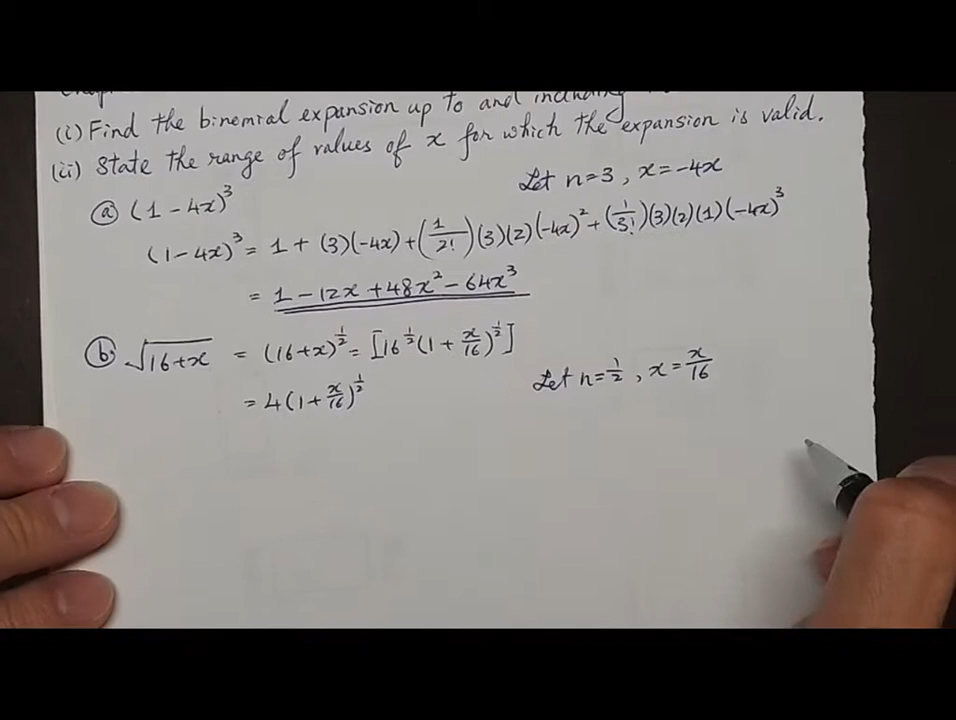 (i) Find the binomial expansion up to and including
(ii) State the range of values of x for which the expansion is valid.
Let n=3, x=-4x
(a) (1-4x)³
(1-4x)³ = 1 + (3)(-4x) + (1/2!)(3)(2)(-4x)² + (1/3!)(3)(2)(1)(-4x)³
= 1 - 12x + 48x² - 64x³
(b) √16+x = (16+x)^½ = [16^½(1+x/16)^½]
Let n=½, x=x/16
= 4(1+x/16)^½